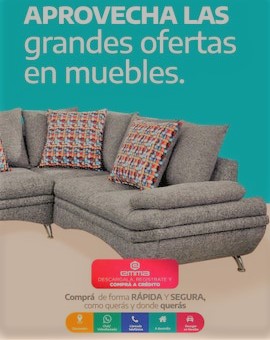 APROVECHA LAS
grandes ofertas
en muebles.
emma
DESCARGALA, REGISTRATE Y
COMPRÁ A CRÉDITO
Comprá de forma RÁPIDA Y SEGURA,
como querás y donde querás